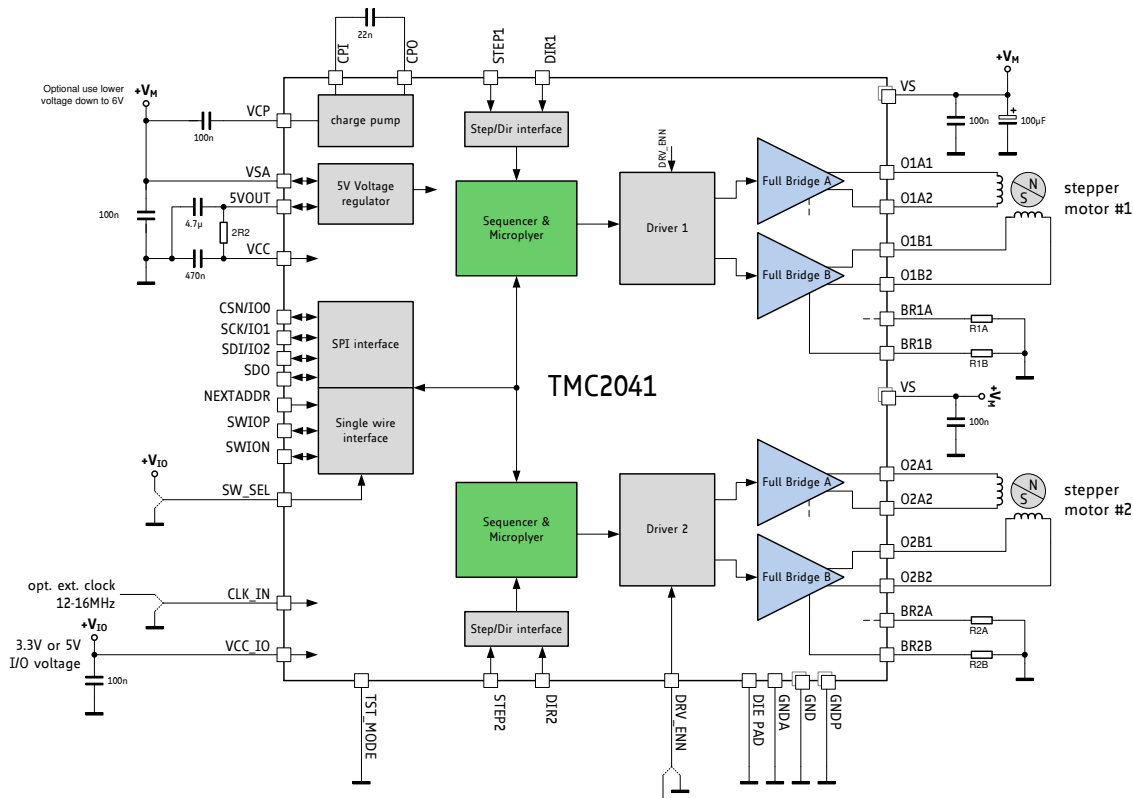 22n
CPI
CPO
STEP1
DIR1
+VM
VS
100n
100µF
Optional use lower
voltage down to 6V
+VM
VCP
100n
charge pump
Step/Dir interface
VSA
5VOUT
5V Voltage
regulator
100n
4.7µ
2R2
470n
VCC
Sequencer &
Microplyer
DRV_ENN
Driver 1
Full Bridge A
Full Bridge B
O1A1
O1A2
O1B1
O1B2
N
S
stepper
motor #1
BR1A
R1A
BR1B
R1B
CSN/IO0
SCK/IO1
SDI/IO2
SDO
NEXTADDR
SWIOP
SWION
SPI interface
Single wire
interface
TMC2041
VS
+VM
100n
+VIO
SW_SEL
Sequencer &
Microplyer
Driver 2
Full Bridge A
Full Bridge B
O2A1
O2A2
O2B1
O2B2
N
S
stepper
motor #2
opt. ext. clock
12-16MHz
CLK_IN
Step/Dir interface
BR2A
R2A
BR2B
R2B
+VIO
3.3V or 5V
I/O voltage
VCC_IO
100n
TST_MODE
STEP2
DIR2
DRV_ENN
DIE PAD
GNDA
GND
GNDP